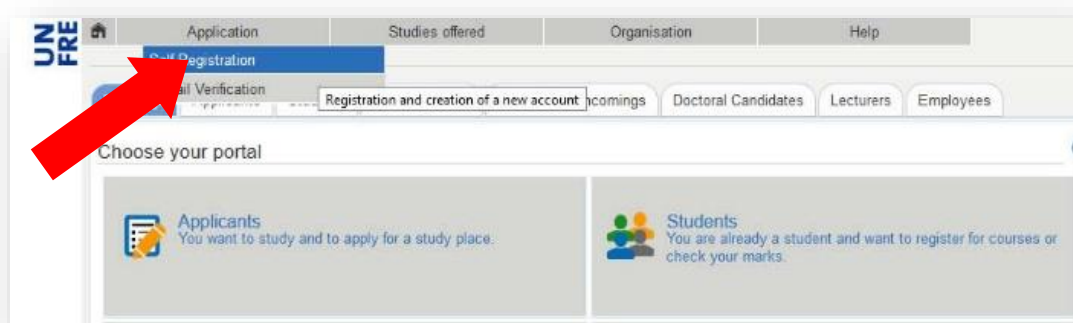 UN
FRE
Application Studies offered Organisation Help
Registration
Verification
Registration and creation of a new account
Doctoral Candidates Lecturers Employees
Choose your portal
Applicants
You want to study and to apply for a study place.
Students
You are already a student and want to register for courses or
check your marks.